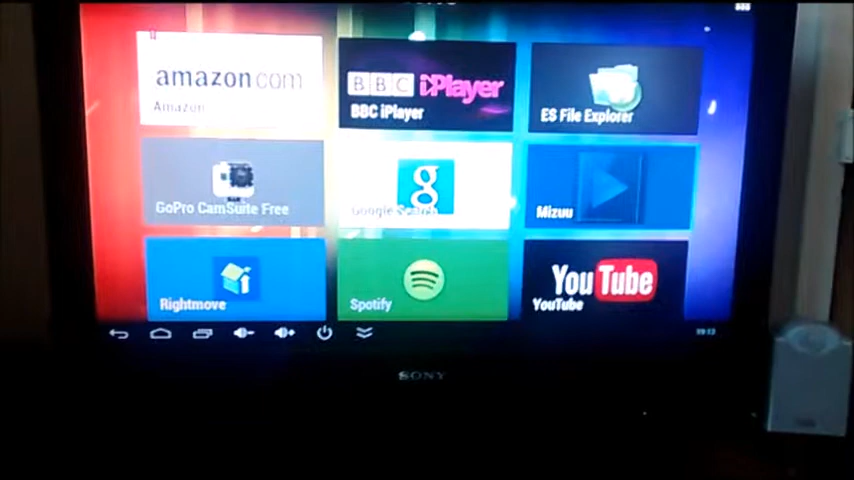 amazon.com
Amazon
BBC iPlayer
BBC iPlayer
ES File Explorer
GoPro CamSuite Free
g
Google Search
Mizuu
Rightmove
Spotify
YouTube
YouTube
SONY